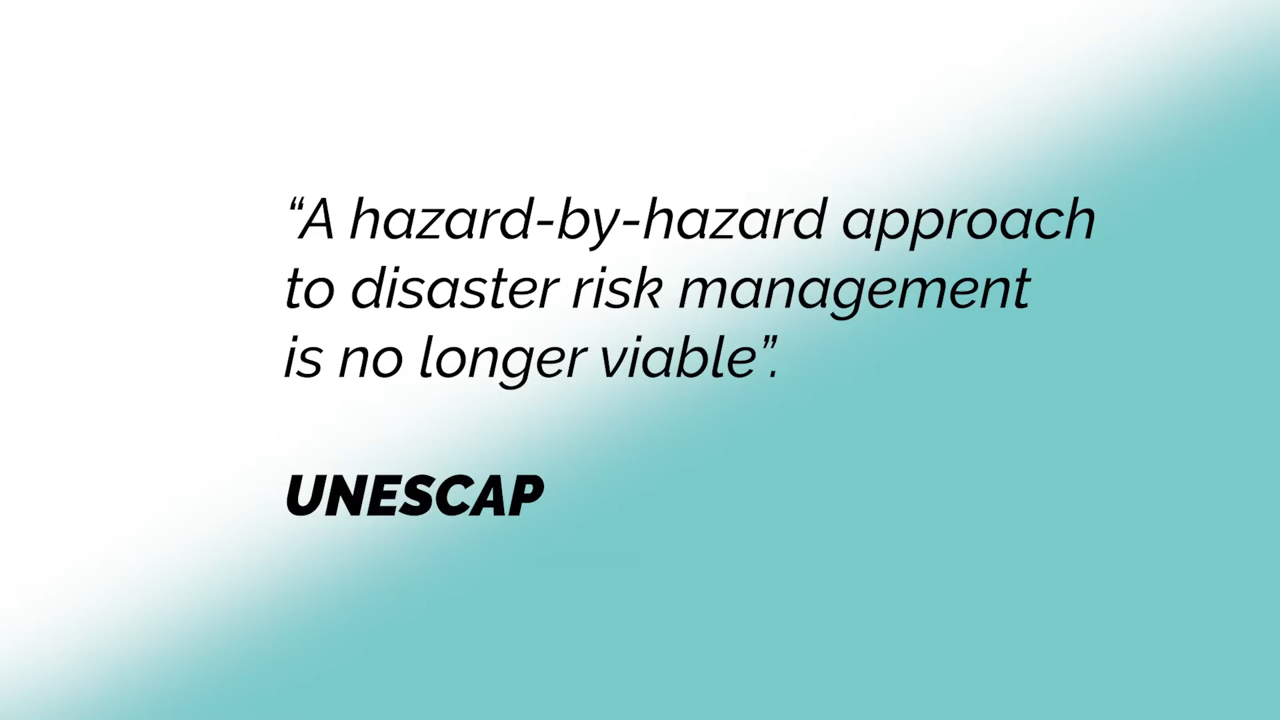 “A hazard-by-hazard approach
to disaster risk management
is no longer viable”.
UNESCAP